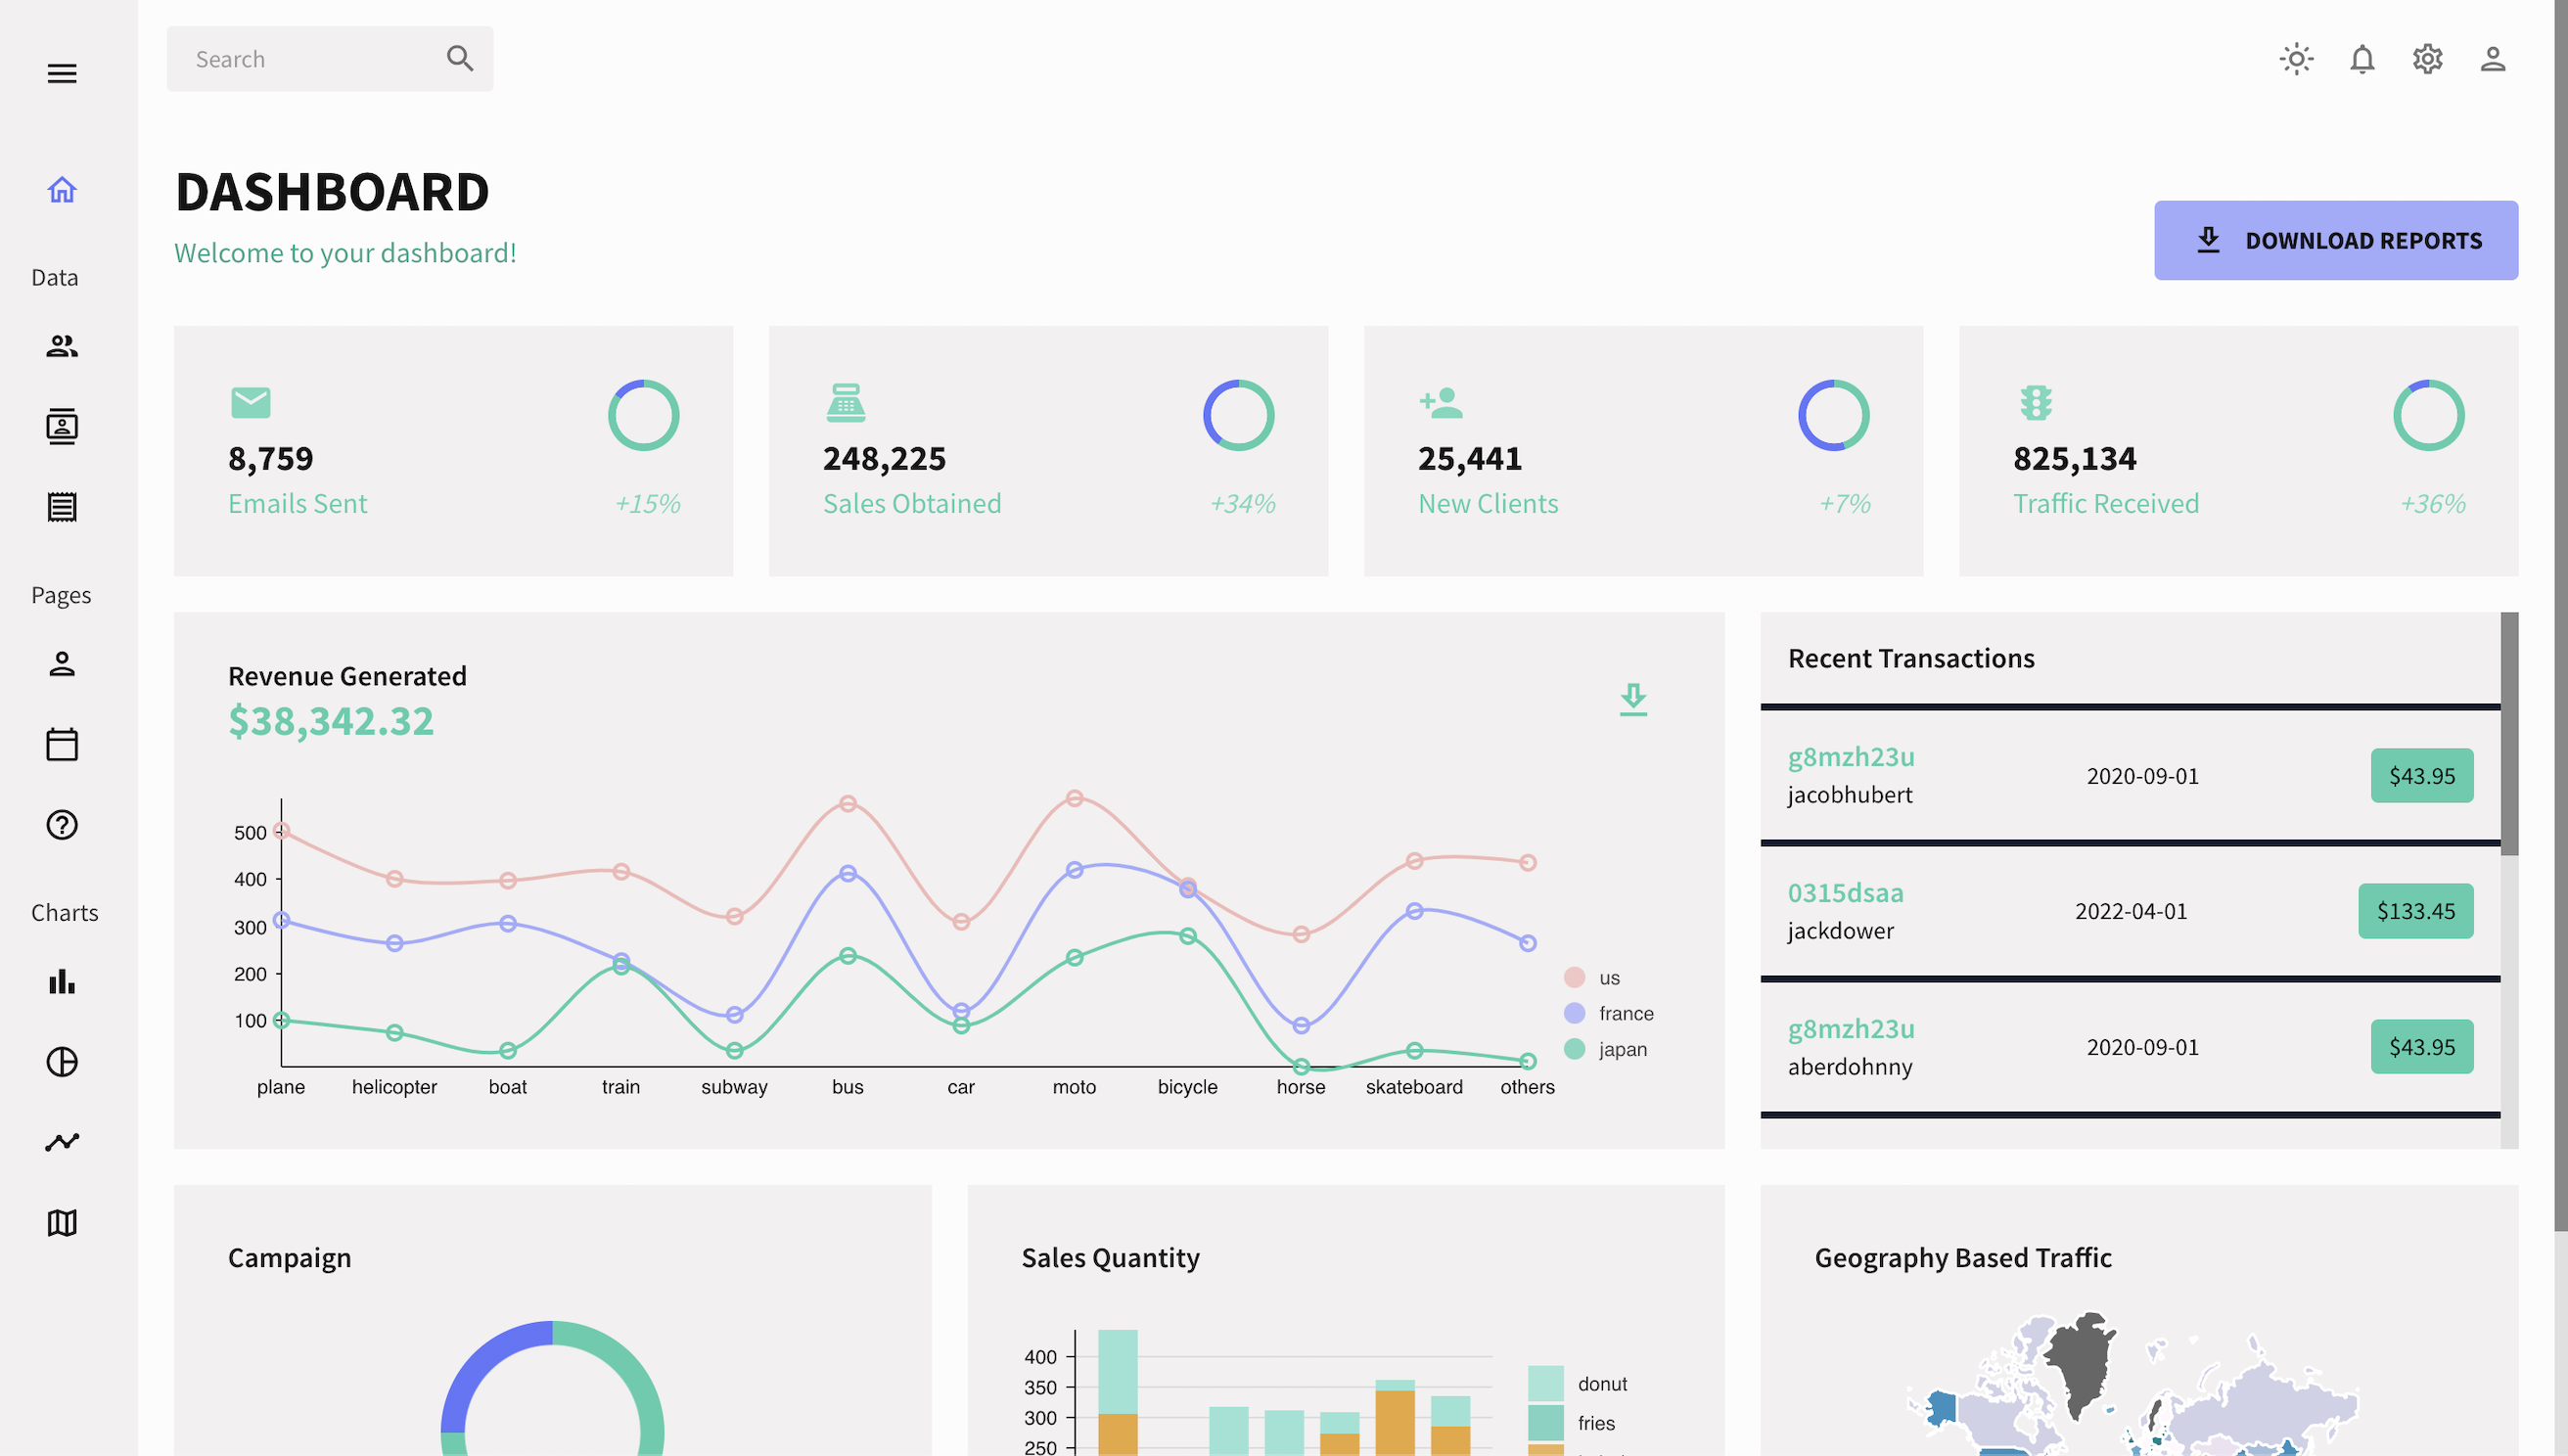 Search
DASHBOARD
Welcome to your dashboard!
DOWNLOAD REPORTS
Data
Pages
Charts
8,759
Emails Sent
+15%
248,225
Sales Obtained
+34%
25,441
New Clients
+7%
825,134
Traffic Received
+36%
Revenue Generated
$38,342.32
500
400
300
200
100
plane helicopter boat train subway bus car moto bicycle horse skateboard others
us
france
japan
Recent Transactions
g8mzh23u
jacobhubert
2020-09-01
$43.95
0315dsaa
jackdower
2022-04-01
$133.45
g8mzh23u
aberdohnny
2020-09-01
$43.95
Campaign
Sales Quantity
400
350
300
250
donut
fries
Geography Based Traffic